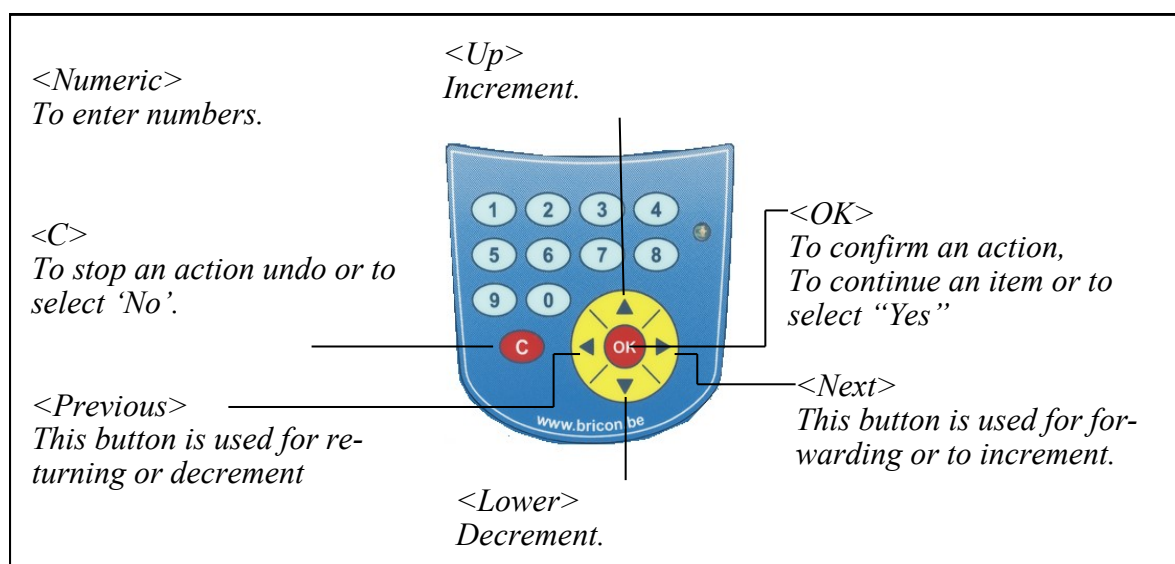 <Numeric>
To enter numbers.
<Up>
Increment.
<C>
To stop an action undo or to
select ‘No’.
1 2 3 4
5 6 7 8
9 0
C
OK
www.bricon.be
<OK>
To confirm an action,
To continue an item or to
select “Yes”
<Previous>
This button is used for re-
turning or decrement
<Next>
This button is used for for-
warding or to increment.
<Lower>
Decrement.